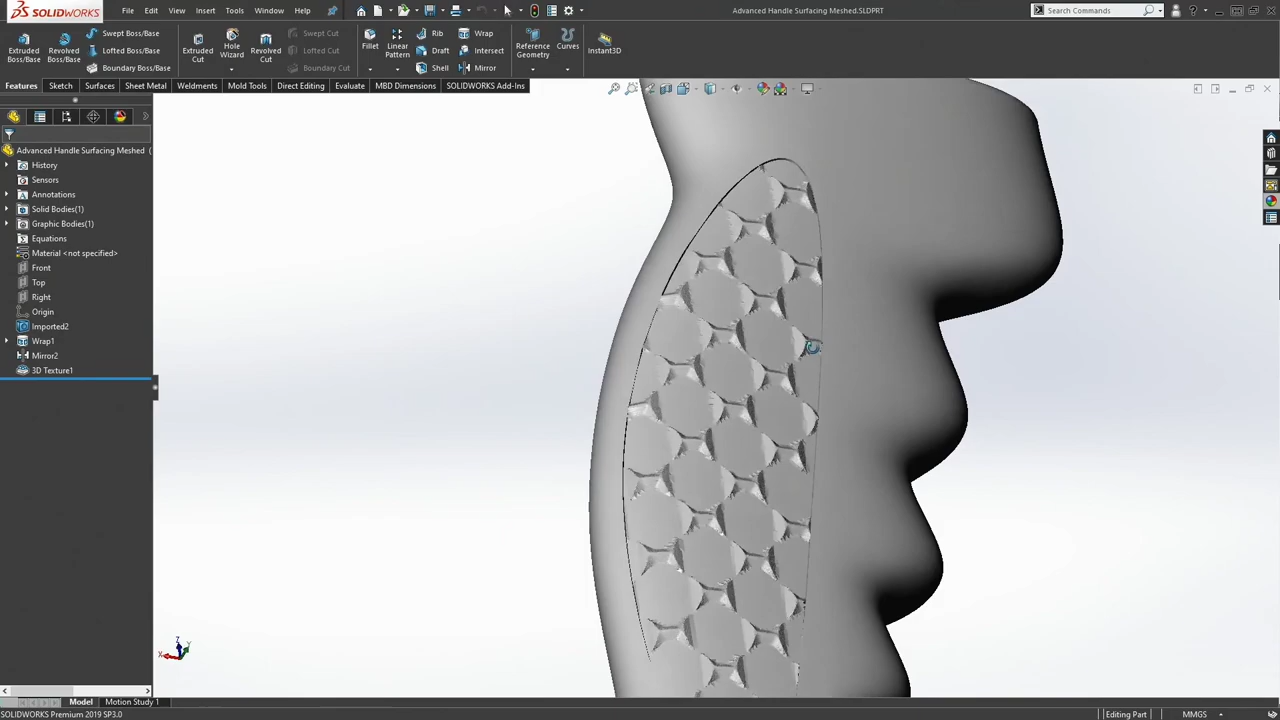 SOLIDWORKS File Edit View Insert Tools Window Help Advanced Handle Surfacing Meshed.SLDPRT Search Commands
Extruded Boss/Base
Revolved Boss/Base
Swept Boss/Base
Lofted Boss/Base
Boundary Boss/Base
Extruded Cut
Hole Wizard
Revolved Cut
Swept Cut
Lofted Cut
Boundary Cut
Fillet
Linear Pattern
Rib
Draft
Shell
Wrap
Intersect
Mirror
Reference Geometry
Curves
Instant3D
Features Sketch Surfaces Sheet Metal Weldments Mold Tools Direct Editing Evaluate MBD Dimensions SOLIDWORKS Add-Ins
Advanced Handle Surfacing Meshed (
History
Sensors
Annotations
Solid Bodies(1)
Graphic Bodies(1)
Equations
Material <not specified>
Front
Top
Right
Origin
Imported2
Wrap1
Mirror2
3D Texture1
Z
Y
X
Model Motion Study 1
SOLIDWORKS Premium 2019 SP3.0 Editing Part MMGS